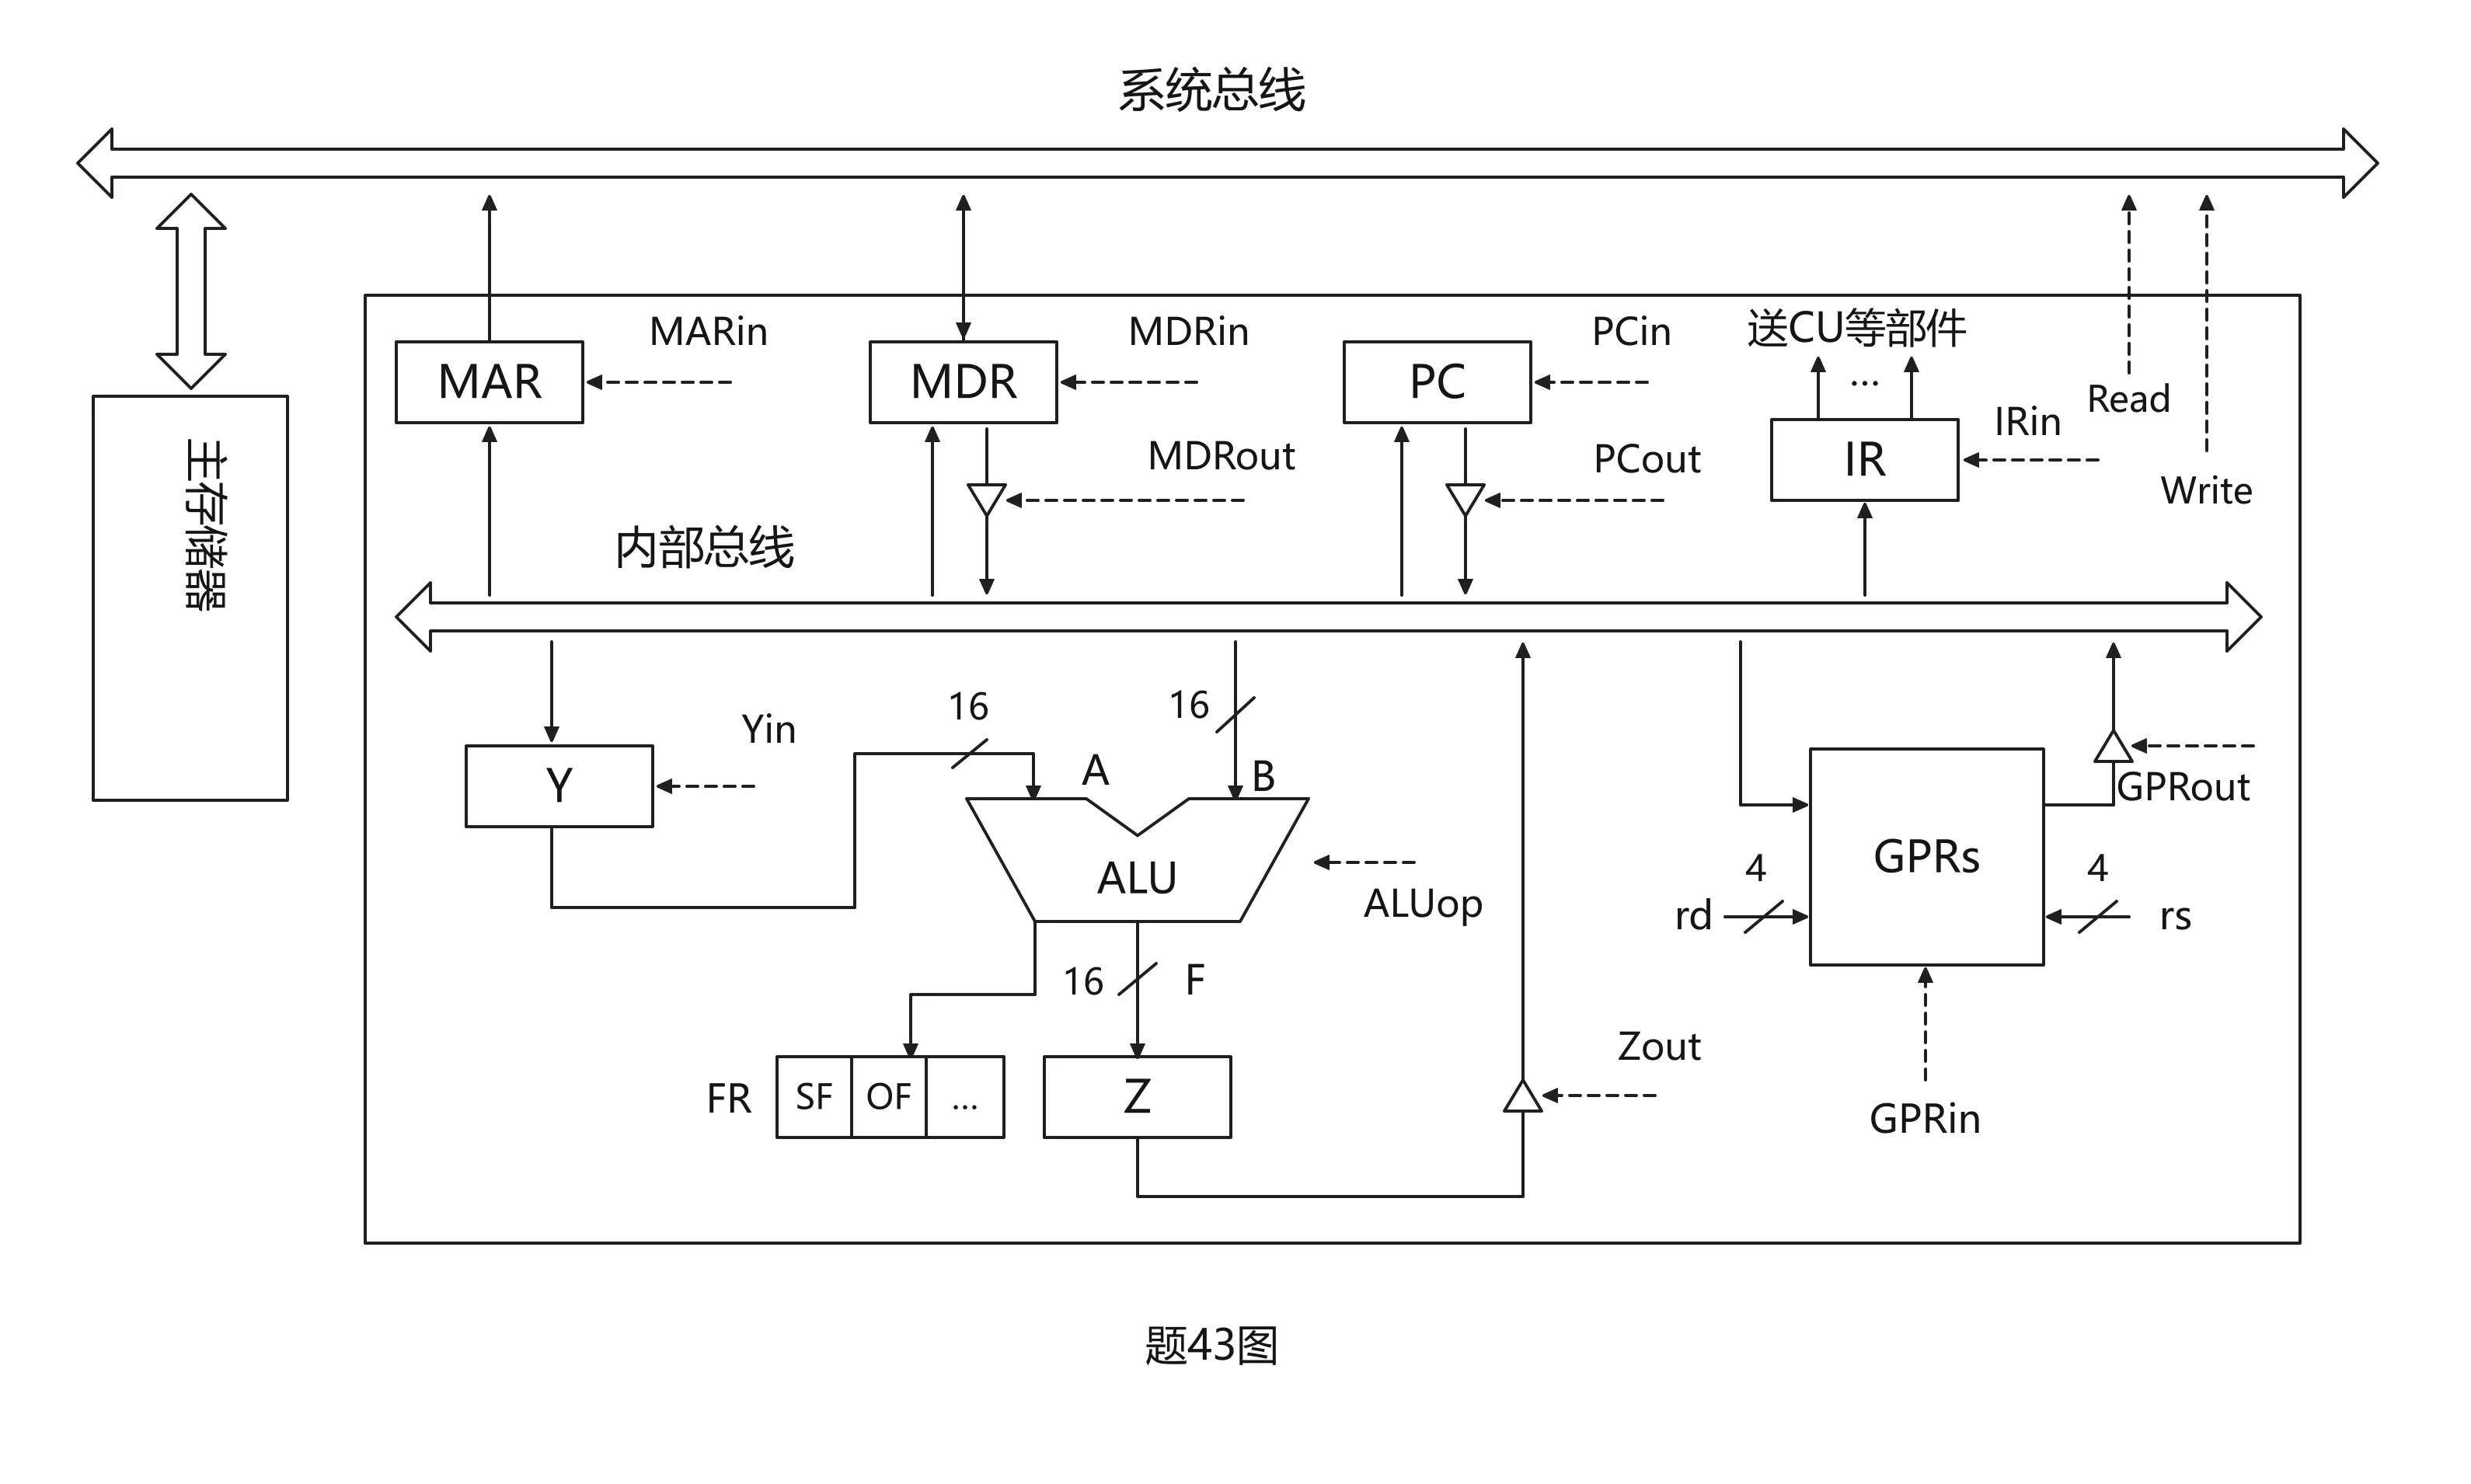 系统总线
MARin
MDRin
PCin
送CU等部件
MAR
MDR
PC
...
Read
IRin
MDRout
PCout
IR
Write
主存储器
内部总线
16
16
Yin
A
B
Y
GPRout
ALU
ALUop
GPRs
4
4
rd
rs
16
F
Zout
FR
SF
OF
...
Z
GPRin
题43图